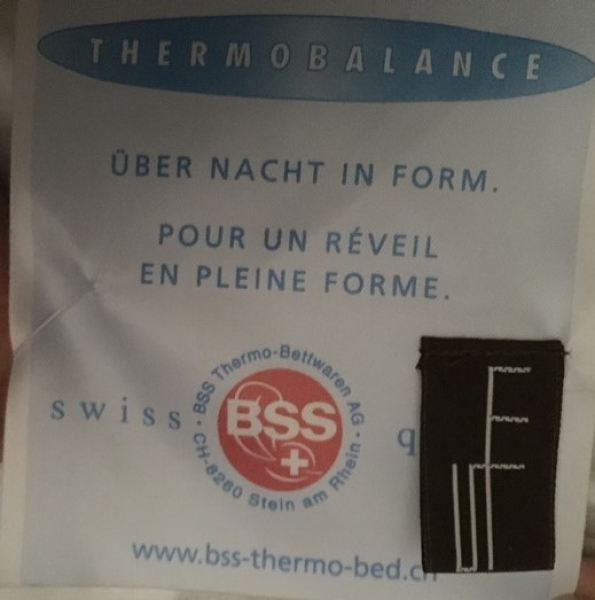 THERMOBALANCE
ÜBER NACHT IN FORM.
POUR UN RÉVEIL
EN PLEINE FORME.
swiss
BSS Thermo-Bettwaren AG · CH-8260 Stein am Rhein ·
BSS
www.bss-thermo-bed.ch